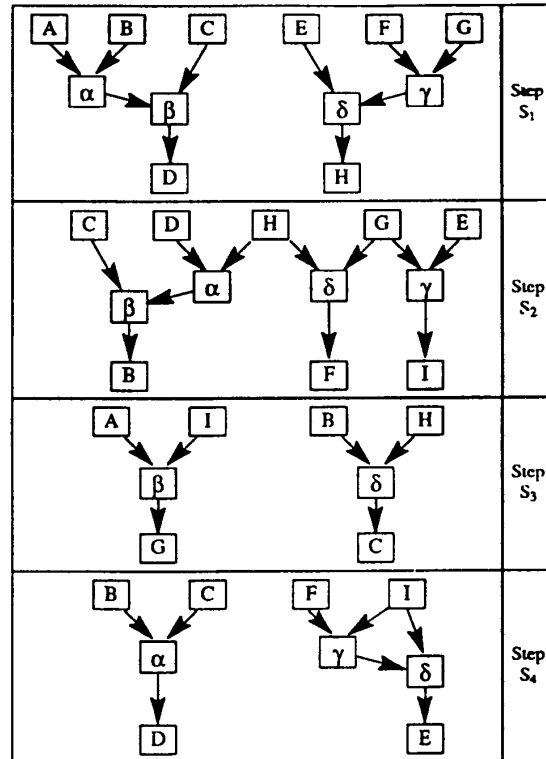 A B C E F G
α γ
β δ
D H
Step
S1
C D H G E
β α δ γ
B F I
Step
S2
A I B H
β δ
G C
Step
S3
B C F I
α γ δ
D E
Step
S4